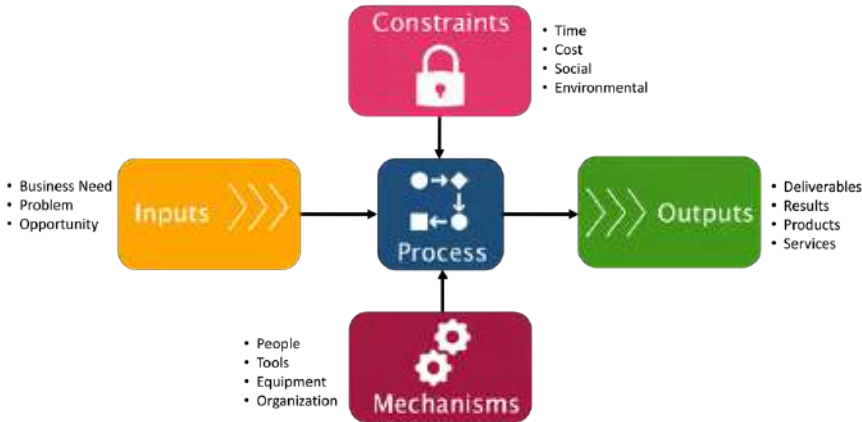 Constraints
• Time
• Cost
• Social
• Environmental
• Business Need
• Problem
• Opportunity
Inputs
Process
Outputs
• Deliverables
• Results
• Products
• Services
• People
• Tools
• Equipment
• Organization
Mechanisms